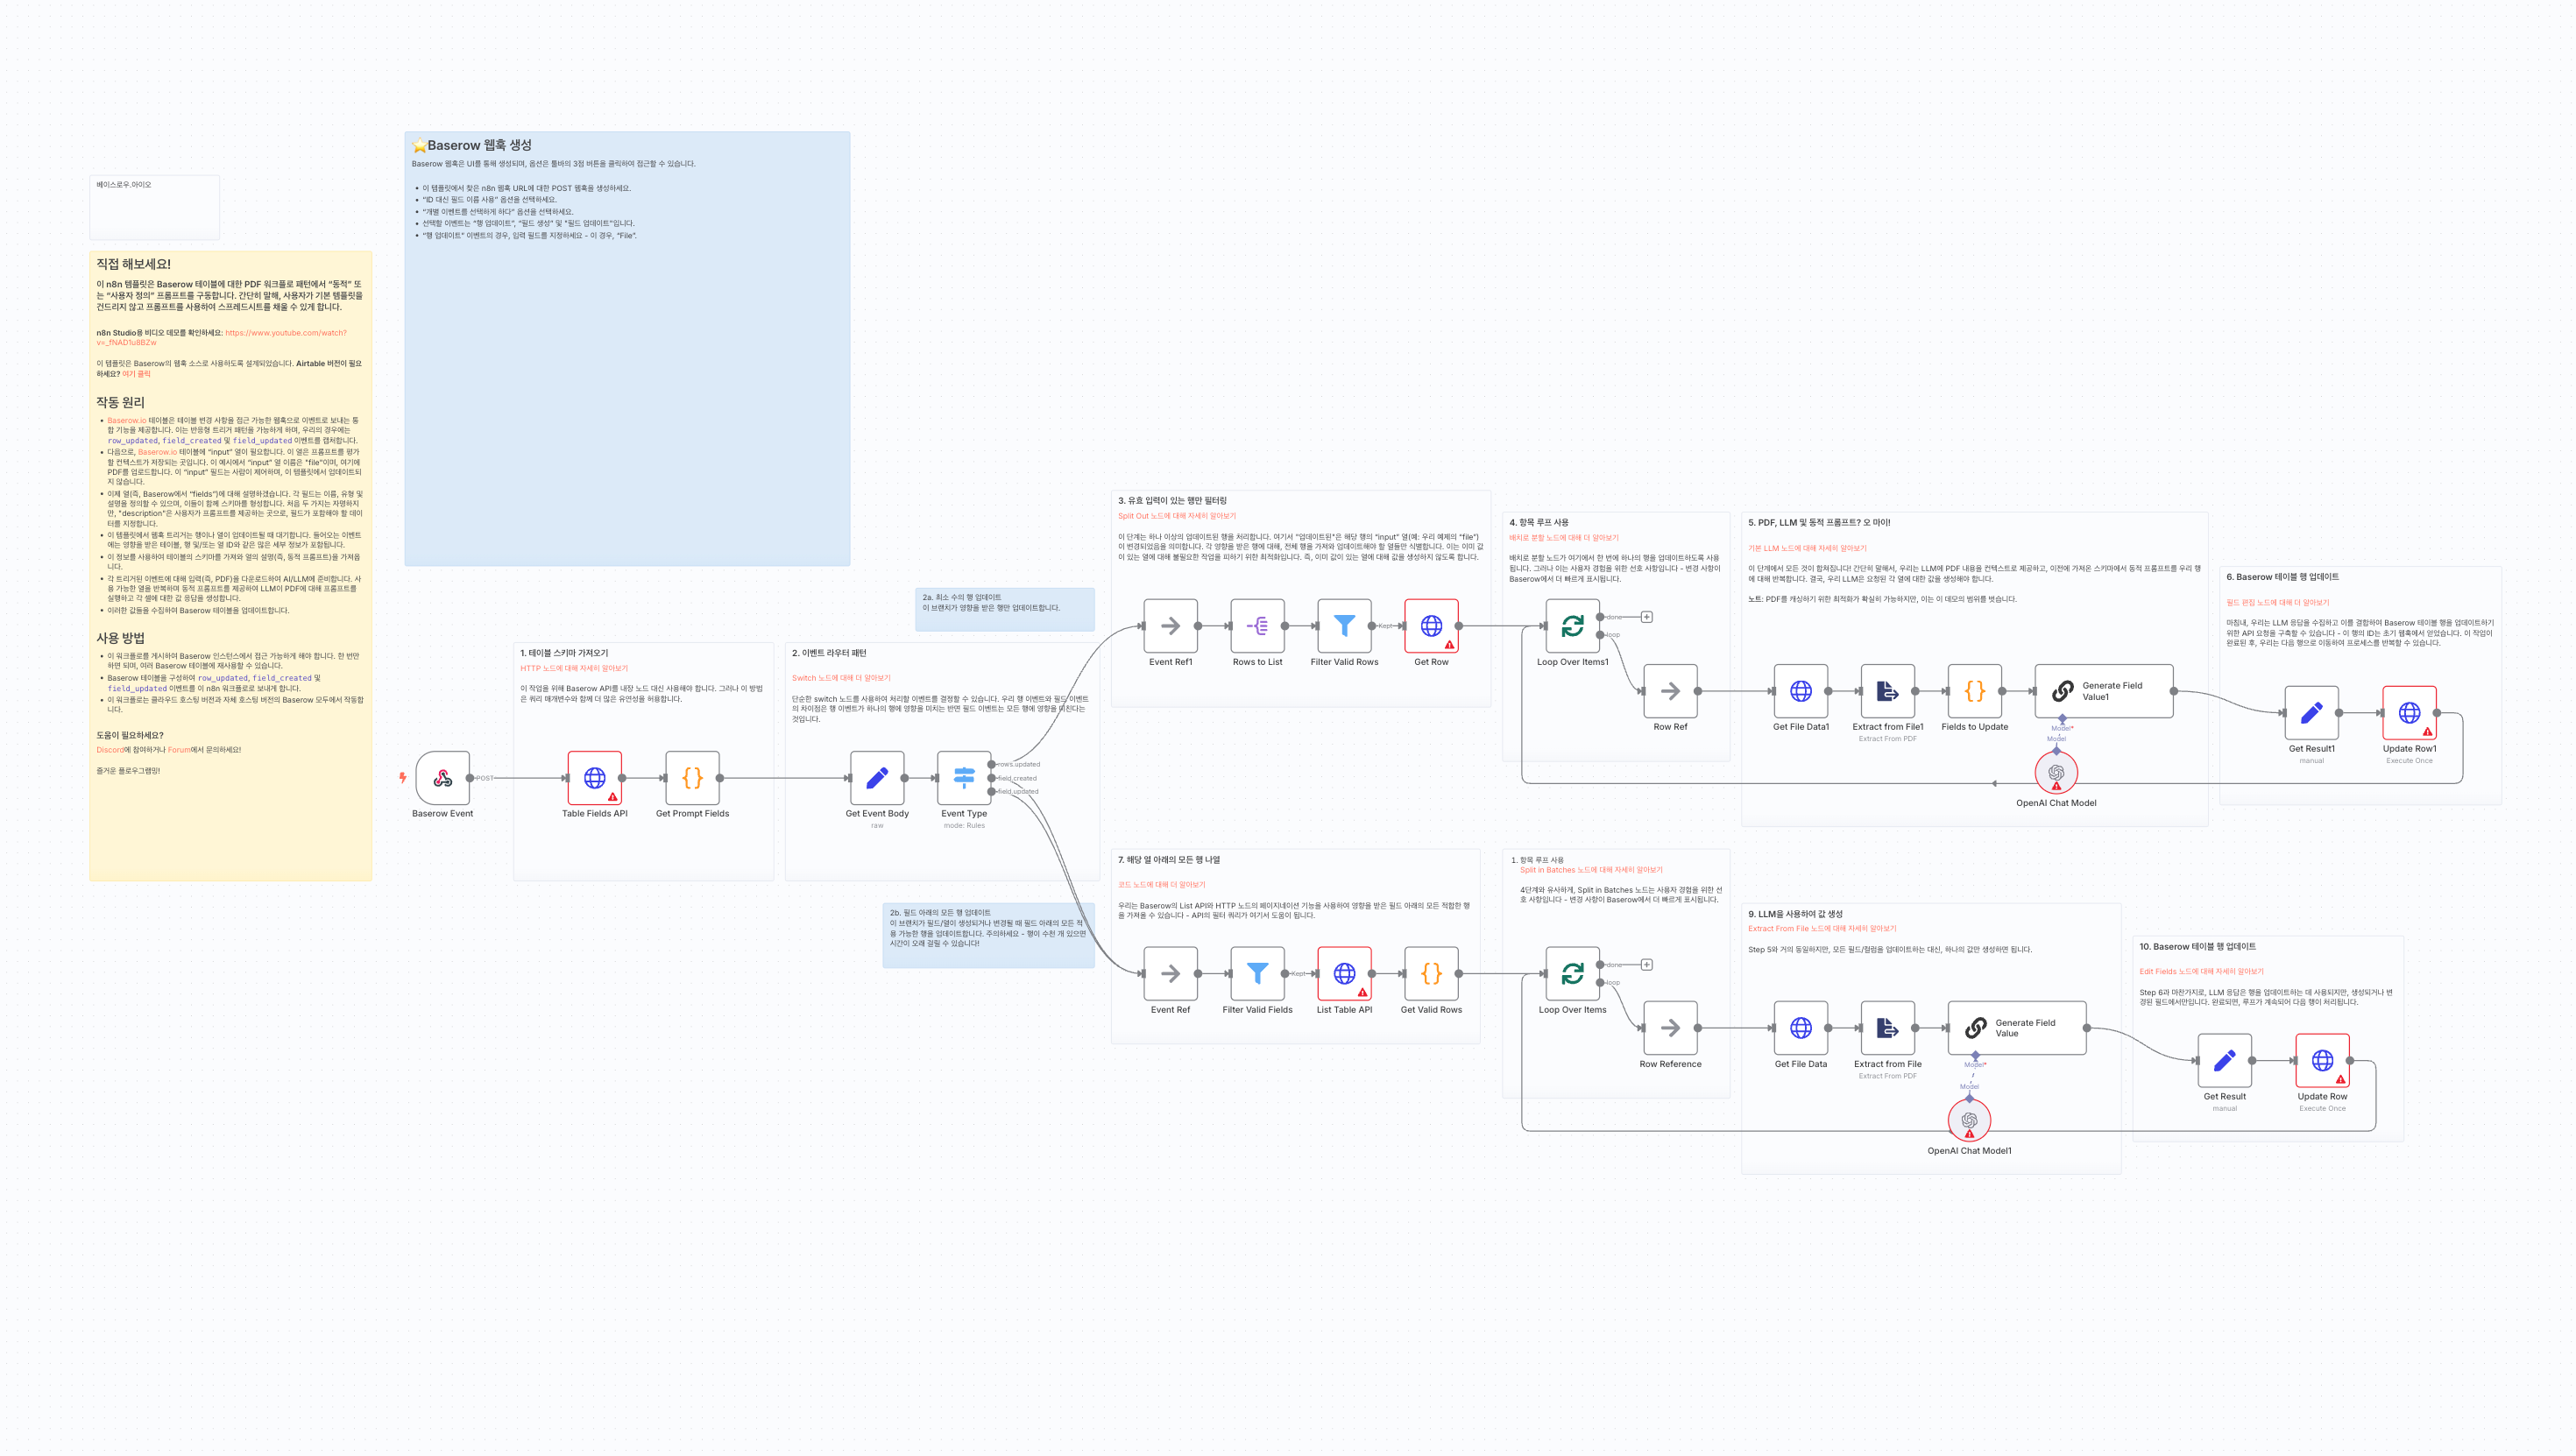 베이스로우.아이오
직접 해보세요!
이 n8n 템플릿은 Baserow 테이블에 대한 PDF 워크플로 패턴에서 “동적” 또
는 “사용자 정의” 프롬프트를 구동합니다. 간단히 말해, 사용자가 기본 템플릿을
건드리지 않고 프롬프트를 사용하여 스프레드시트를 채울 수 있게 합니다.
n8n Studio용 비디오 데모를 확인하세요: https://www.youtube.com/watch?
v=_fNAD1u8BZw
이 템플릿은 Baserow의 웹훅 소스로 사용하도록 설계되었습니다. Airtable 버전이 필요
하세요? 여기 클릭
작동 원리
• Baserow.io 테이블은 테이블 변경 사항을 접근 가능한 웹훅으로 이벤트로 보내는 통
합 기능을 제공합니다. 이는 반응형 트리거 패턴을 가능하게 하며, 우리의 경우에는
row_updated, field_created 및 field_updated 이벤트를 캡처합니다.
• 다음으로, Baserow.io 테이블에 “input” 열이 필요합니다. 이 열은 프롬프트를 평가
할 컨텍스트가 저장되는 곳입니다. 이 예시에서 “input” 열 이름은 "file"이며, 여기에
PDF를 업로드합니다. 이 “input” 필드는 사람이 제어하며, 이 템플릿에서 업데이트되
지 않습니다.
• 이제 열(즉, Baserow에서 “fields”)에 대해 설명하겠습니다. 각 필드는 이름, 유형 및
설명을 정의할 수 있으며, 이들이 함께 스키마를 형성합니다. 처음 두 가지는 자명하지
만, "description"은 사용자가 프롬프트를 제공하는 곳으로, 필드가 포함해야 할 데이
터를 지정합니다.
• 이 템플릿에서 웹훅 트리거는 행이나 열이 업데이트될 때 대기합니다. 들어오는 이벤트
에는 영향을 받은 테이블, 행 및/또는 열 ID와 같은 많은 세부 정보가 포함됩니다.
• 이 정보를 사용하여 테이블의 스키마를 가져와 열의 설명(즉, 동적 프롬프트)을 가져옵
니다.
• 각 트리거된 이벤트에 대해 입력(즉, PDF)을 다운로드하여 AI/LLM에 준비합니다. 사
용 가능한 열을 반복하며 동적 프롬프트를 제공하여 LLM이 PDF에 대해 프롬프트를
실행하고 각 셀에 대한 값 응답을 생성합니다.
• 이러한 값들을 수집하여 Baserow 테이블을 업데이트합니다.
사용 방법
• 이 워크플로를 게시하여 Baserow 인스턴스에서 접근 가능하게 해야 합니다. 한 번만
하면 되며, 여러 Baserow 테이블에 재사용할 수 있습니다.
• Baserow 테이블을 구성하여 row_updated, field_created 및
field_updated 이벤트를 이 n8n 워크플로로 보내게 합니다.
• 이 워크플로는 클라우드 호스팅 버전과 자체 호스팅 버전의 Baserow 모두에서 작동합
니다.
도움이 필요하세요?
Discord에 참여하거나 Forum에서 문의하세요!
즐거운 플로우그램밍!
⭐Baserow 웹훅 생성
Baserow 웹훅은 UI를 통해 생성되며, 옵션은 툴바의 3점 버튼을 클릭하여 접근할 수 있습니다.
• 이 템플릿에서 찾은 n8n 웹훅 URL에 대한 POST 웹훅을 생성하세요.
• “ID 대신 필드 이름 사용” 옵션을 선택하세요.
• “개별 이벤트를 선택하게 하다” 옵션을 선택하세요.
• 선택할 이벤트는 “행 업데이트”, “필드 생성” 및 “필드 업데이트”입니다.
• “행 업데이트” 이벤트의 경우, 입력 필드를 지정하세요 - 이 경우, “File”.
Baserow Event
POST
1. 테이블 스키마 가져오기
HTTP 노드에 대해 자세히 알아보기
이 작업을 위해 Baserow API를 내장 노드 대신 사용해야 합니다. 그러나 이 방법
은 쿼리 매개변수와 함께 더 많은 유연성을 허용합니다.
Table Fields API
Get Prompt Fields
2. 이벤트 라우터 패턴
Switch 노드에 대해 더 알아보기
단순한 switch 노드를 사용하여 처리할 이벤트를 결정할 수 있습니다. 우리 행 이벤트와 필드 이벤트
의 차이점은 행 이벤트가 하나의 행에 영향을 미치는 반면 필드 이벤트는 모든 행에 영향을 미친다는
것입니다.
Get Event Body
raw
Event Type
mode: Rules
rows.updated
field.created
field.updated
2a. 최소 수의 행 업데이트
이 브랜치가 영향을 받은 행만 업데이트합니다.
2b. 필드 아래의 모든 행 업데이트
이 브랜치가 필드/열이 생성되거나 변경될 때 필드 아래의 모든 적
용 가능한 행을 업데이트합니다. 주의하세요 - 행이 수천 개 있으면
시간이 오래 걸릴 수 있습니다!
3. 유효 입력이 있는 행만 필터링
Split Out 노드에 대해 자세히 알아보기
이 단계는 하나 이상의 업데이트된 행을 처리합니다. 여기서 "업데이트된"은 해당 행의 “input” 열(예: 우리 예제의 “file”)
이 변경되었음을 의미합니다. 각 영향을 받은 행에 대해, 전체 행을 가져와 업데이트해야 할 열들만 식별합니다. 이는 이미 값
이 있는 열에 대해 불필요한 작업을 피하기 위한 최적화입니다. 즉, 이미 값이 있는 열에 대해 값을 생성하지 않도록 합니다.
Event Ref1
Rows to List
Filter Valid Rows
Kept
Get Row
4. 항목 루프 사용
배치로 분할 노드에 대해 더 알아보기
배치로 분할 노드가 여기에서 한 번에 하나의 행을 업데이트하도록 사용
됩니다. 그러나 이는 사용자 경험을 위한 선호 사항입니다 - 변경 사항이
Baserow에서 더 빠르게 표시됩니다.
Loop Over Items1
done
loop
Row Ref
5. PDF, LLM 및 동적 프롬프트? 오 마이!
기본 LLM 노드에 대해 자세히 알아보기
이 단계에서 모든 것이 합쳐집니다! 간단히 말해서, 우리는 LLM에 PDF 내용을 컨텍스트로 제공하고, 이전에 가져온 스키마에서 동적 프롬프트를 우리 행
에 대해 반복합니다. 결국, 우리 LLM은 요청된 각 열에 대한 값을 생성해야 합니다.
노트: PDF를 캐싱하기 위한 최적화가 확실히 가능하지만, 이는 이 데모의 범위를 벗습니다.
Get File Data1
Extract from File1
Extract From PDF
Fields to Update
Generate Field
Value1
Model*
Model
OpenAI Chat Model
6. Baserow 테이블 행 업데이트
필드 편집 노드에 대해 더 알아보기
마침내, 우리는 LLM 응답을 수집하고 이를 결합하여 Baserow 테이블 행을 업데이트하기
위한 API 요청을 구축할 수 있습니다 - 이 행의 ID는 초기 웹훅에서 얻었습니다. 이 작업이
완료된 후, 우리는 다음 행으로 이동하여 프로세스를 반복할 수 있습니다.
Get Result1
manual
Update Row1
Execute Once
7. 해당 열 아래의 모든 행 나열
코드 노드에 대해 더 알아보기
우리는 Baserow의 List API와 HTTP 노드의 페이지네이션 기능을 사용하여 영향을 받은 필드 아래의 모든 적합한 행
을 가져올 수 있습니다 - API의 필터 쿼리가 여기서 도움이 됩니다.
Event Ref
Filter Valid Fields
Kept
List Table API
Get Valid Rows
1. 항목 루프 사용
Split in Batches 노드에 대해 자세히 알아보기
4단계와 유사하게, Split in Batches 노드는 사용자 경험을 위한 선
호 사항입니다 - 변경 사항이 Baserow에서 더 빠르게 표시됩니다.
Loop Over Items
done
loop
Row Reference
9. LLM을 사용하여 값 생성
Extract From File 노드에 대해 자세히 알아보기
Step 5와 거의 동일하지만, 모든 필드/컬럼을 업데이트하는 대신, 하나의 값만 생성하면 됩니다.
Get File Data
Extract from File
Extract From PDF
Generate Field
Value
Model*
Model
OpenAI Chat Model1
10. Baserow 테이블 행 업데이트
Edit Fields 노드에 대해 자세히 알아보기
Step 6과 마찬가지로, LLM 응답은 행을 업데이트하는 데 사용되지만, 생성되거나 변
경된 필드에서만입니다. 완료되면, 루프가 계속되어 다음 행이 처리됩니다.
Get Result
manual
Update Row
Execute Once